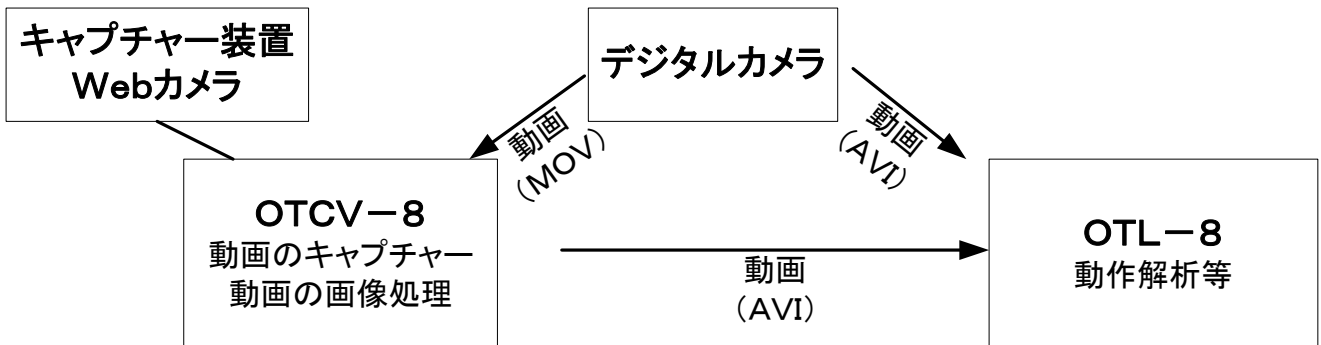 キャプチャー装置
Webカメラ
デジタルカメラ
動画
（MOV）
動画
（AVI）
OTCV－8
動画のキャプチャー
動画の画像処理
動画
（AVI）
OTL－8
動作解析等